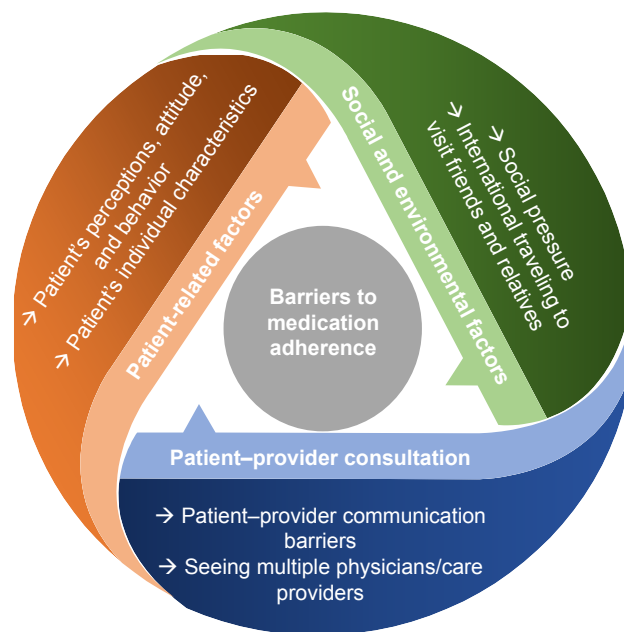 → Patient's perceptions, attitude,
and behavior
→ Patient's individual characteristics
Patient-related factors
Social and environmental factors
→ Social pressure
→ International traveling to
visit friends and relatives
Barriers to
medication
adherence
Patient–provider consultation
→ Patient–provider communication
barriers
→ Seeing multiple physicians/care
providers